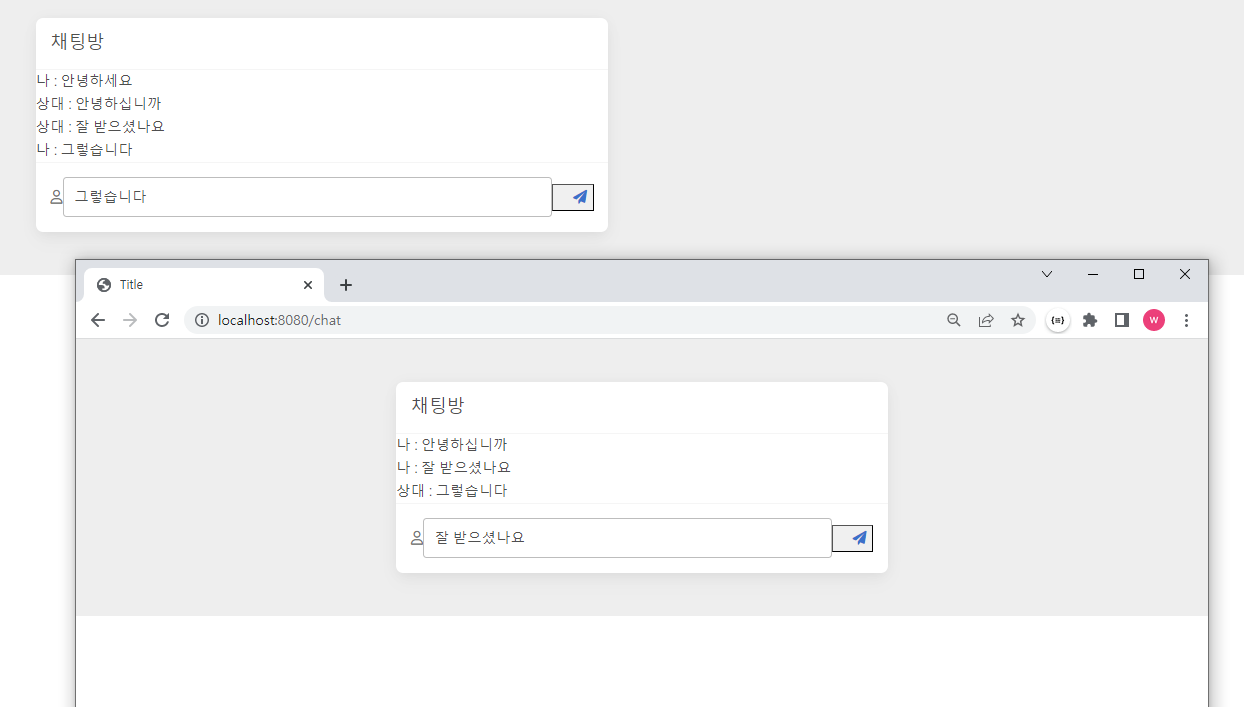 채팅방
나 : 안녕하세요
상대 : 안녕하십니까
상대 : 잘 받으셨나요
나 : 그렇습니다
그렇습니다
Title
localhost:8080/chat
W
채팅방
나 : 안녕하십니까
나 : 잘 받으셨나요
상대 : 그렇습니다
잘 받으셨나요